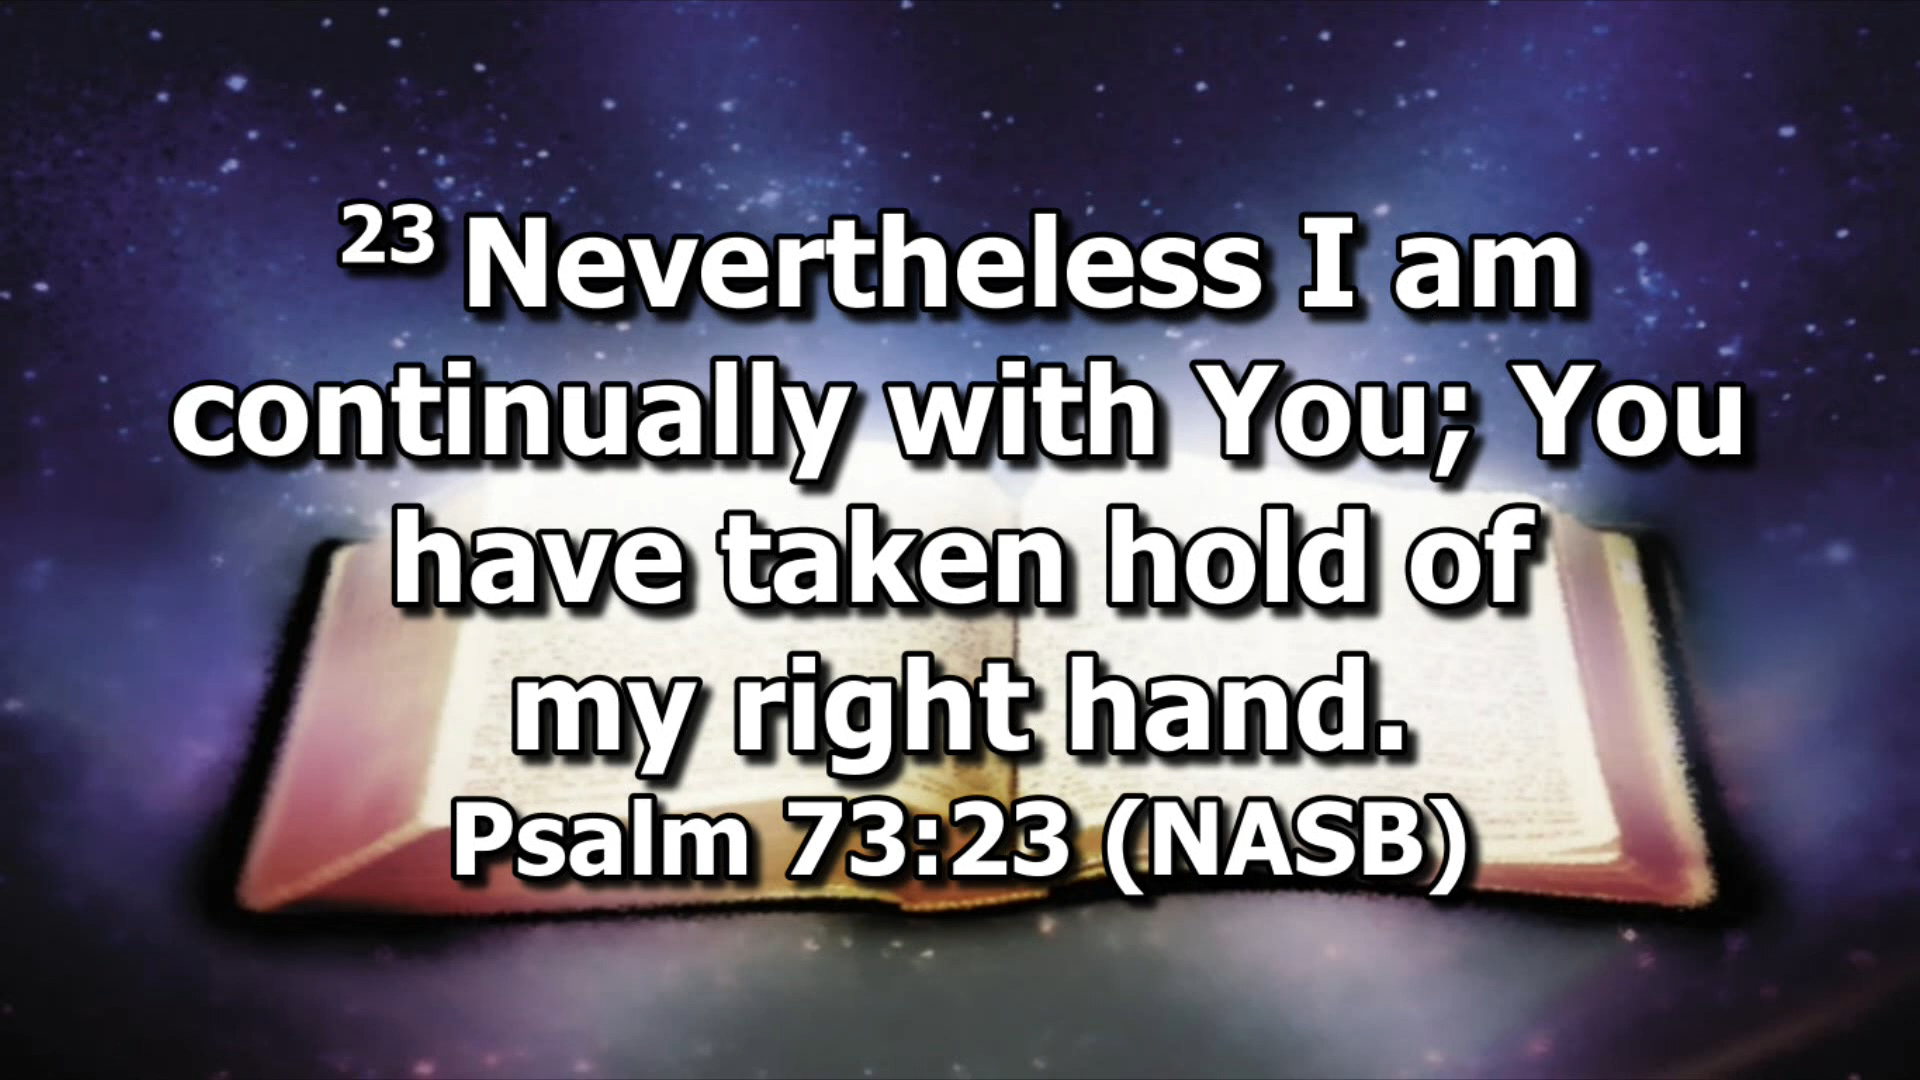 23 Nevertheless I am
continually with You; You
have taken hold of
my right hand.
Psalm 73:23 (NASB)